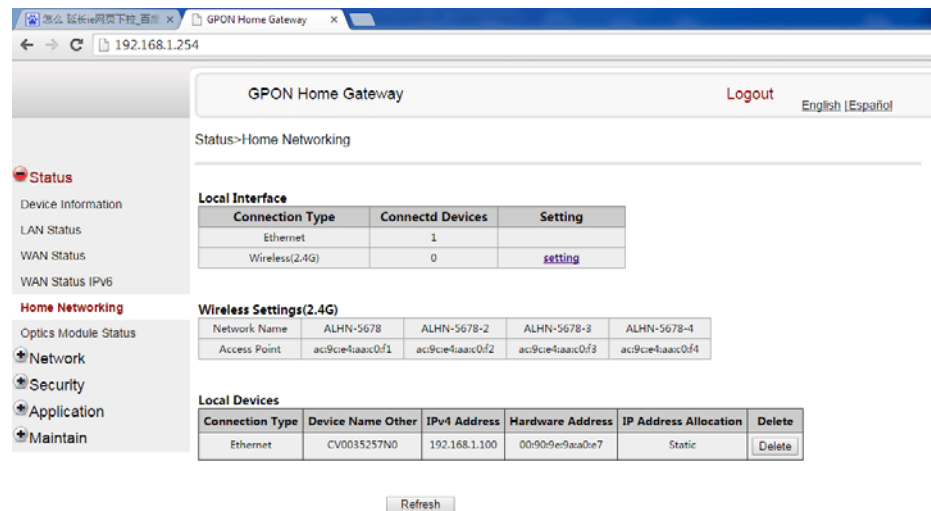 怎么 延长ie网页下拉_百度 × GPON Home Gateway ×
192.168.1.254
GPON Home Gateway Logout English | Español
Status>Home Networking
Status
Device Information
LAN Status
WAN Status
WAN Status IPv6
Home Networking
Optics Module Status
Network
Security
Application
Maintain
Local Interface
Connection Type Connectd Devices Setting
Ethernet 1
Wireless(2.4G) 0 setting
Wireless Settings(2.4G)
Network Name ALHN-5678 ALHN-5678-2 ALHN-5678-3 ALHN-5678-4
Access Point ac:9c:e4:aa:c0:f1 ac:9c:e4:aa:c0:f2 ac:9c:e4:aa:c0:f3 ac:9c:e4:aa:c0:f4
Local Devices
Connection Type Device Name Other IPv4 Address Hardware Address IP Address Allocation Delete
Ethernet CV0035257N0 192.168.1.100 00:90:9e:9a:a0:e7 Static Delete
Refresh